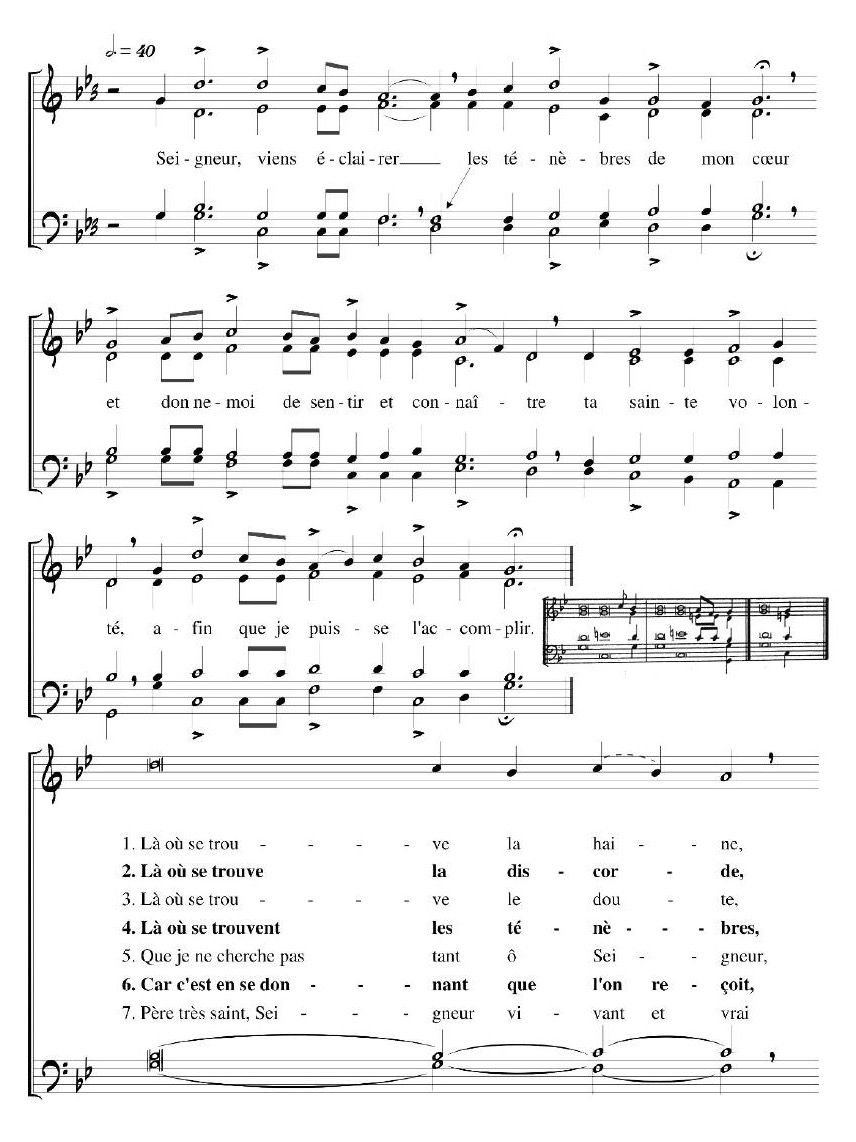 𝅗𝅥. = 40
Sei - gneur, viens é - clai - rer les té - nè - bres de mon cœur
et don ne - moi de sen - tir et con - naî - tre ta sain - te vo - lon -
té, a - fin que je puis - se l'ac - com - plir.
1. Là où se trou - - - - ve la hai - - ne,
2. Là où se trouve la dis - cor - de,
3. Là où se trou - - - - ve le dou - - te,
4. Là où se trouvent les té - nè - - - bres,
5. Que je ne cherche pas tant ô Sei - - gneur,
6. Car c'est en se don - - - nant que l'on re - çoit,
7. Père très saint, Sei - - - gneur vi - vant et vrai